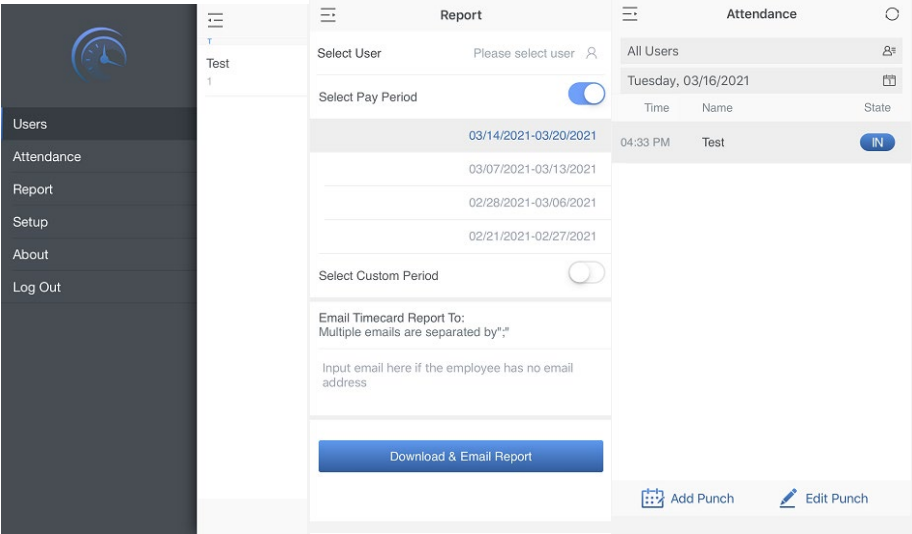 Users
Attendance
Report
Setup
About
Log Out
T
Test
1
Report
Select User Please select user
Select Pay Period
03/14/2021-03/20/2021
03/07/2021-03/13/2021
02/28/2021-03/06/2021
02/21/2021-02/27/2021
Select Custom Period
Email Timecard Report To:
Multiple emails are separated by";"
Input email here if the employee has no email
address
Download & Email Report
Attendance
All Users
Tuesday, 03/16/2021
Time Name State
04:33 PM Test IN
Add Punch Edit Punch